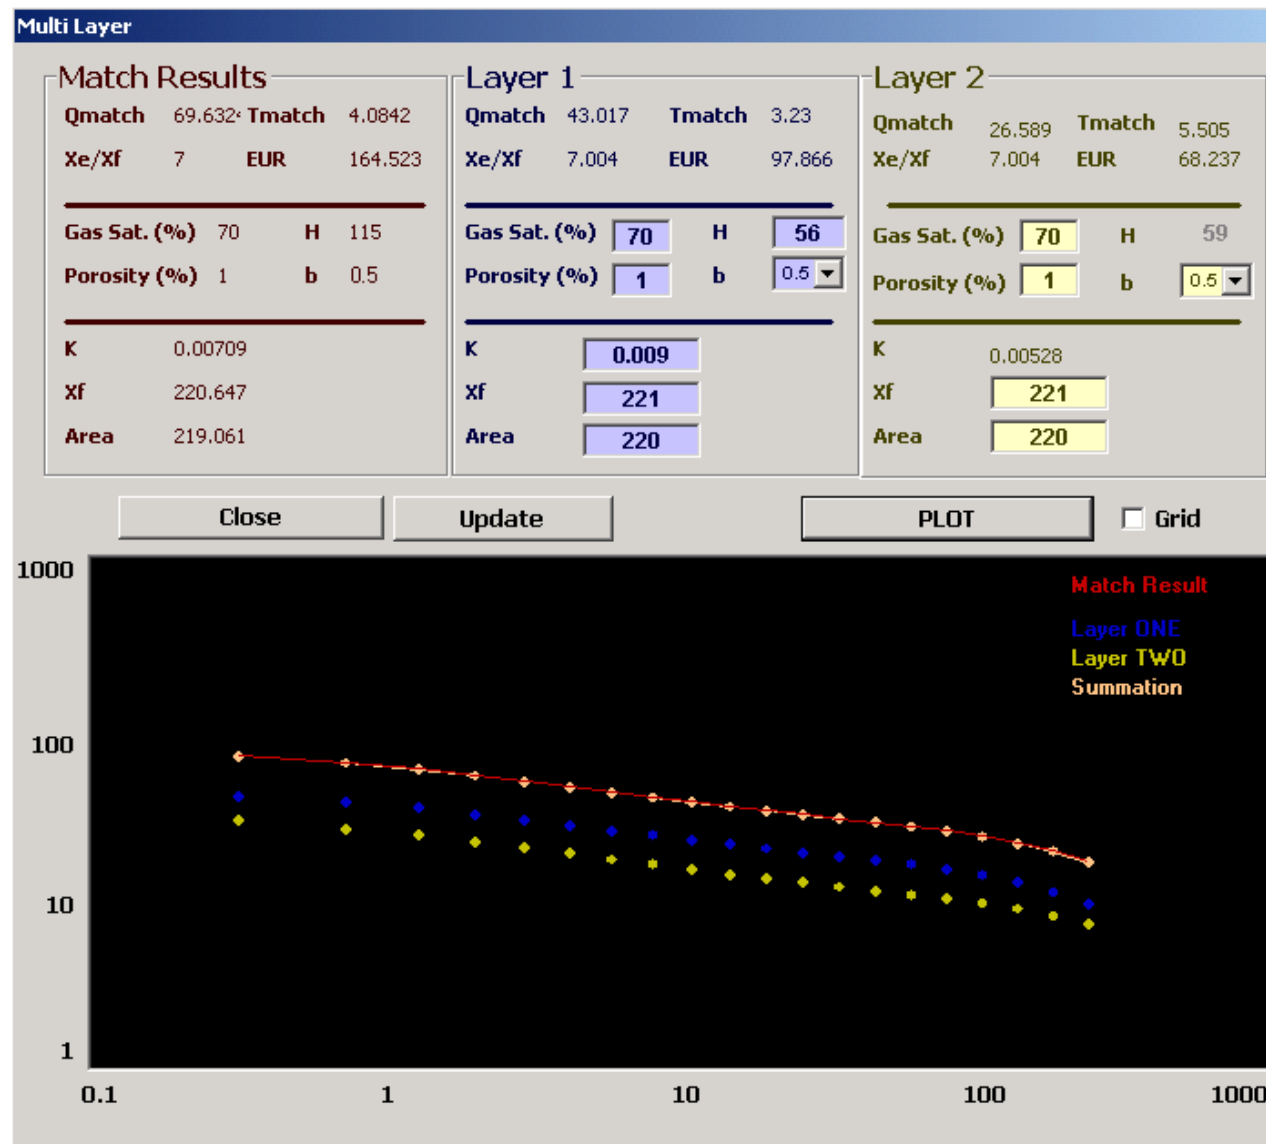 Multi Layer
Match Results
Qmatch 69.632 Tmatch 4.0842
Xe/Xf 7 EUR 164.523
Gas Sat. (%) 70 H 115
Porosity (%) 1 b 0.5
K 0.00709
Xf 220.647
Area 219.061
Layer 1
Qmatch 43.017 Tmatch 3.23
Xe/Xf 7.004 EUR 97.866
Gas Sat. (%) 70 H 56
Porosity (%) 1 b 0.5
K 0.009
Xf 221
Area 220
Layer 2
Qmatch 26.589 Tmatch 5.505
Xe/Xf 7.004 EUR 68.237
Gas Sat. (%) 70 H 59
Porosity (%) 1 b 0.5
K 0.00528
Xf 221
Area 220
Close Update PLOT Grid
Match Result
Layer ONE
Layer TWO
Summation
1000
100
10
1
0.1 1 10 100 1000